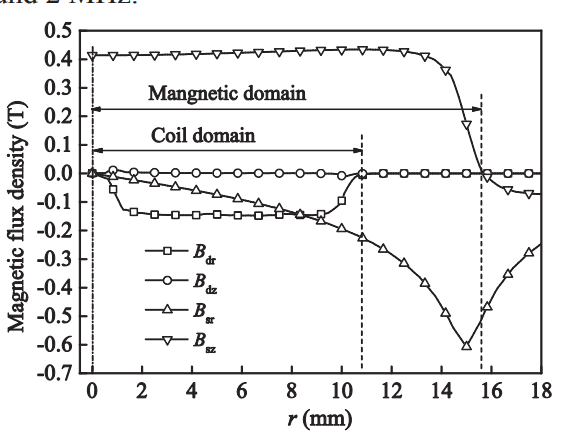 and 2 MHz.
0.5
0.4
0.3
0.2
0.1
0.0
-0.1
-0.2
-0.3
-0.4
-0.5
-0.6
-0.7
Magnetic flux density (T)
Mangnetic domain
Coil domain
B_dr
B_dz
B_sr
B_sz
0 2 4 6 8 10 12 14 16 18
r (mm)